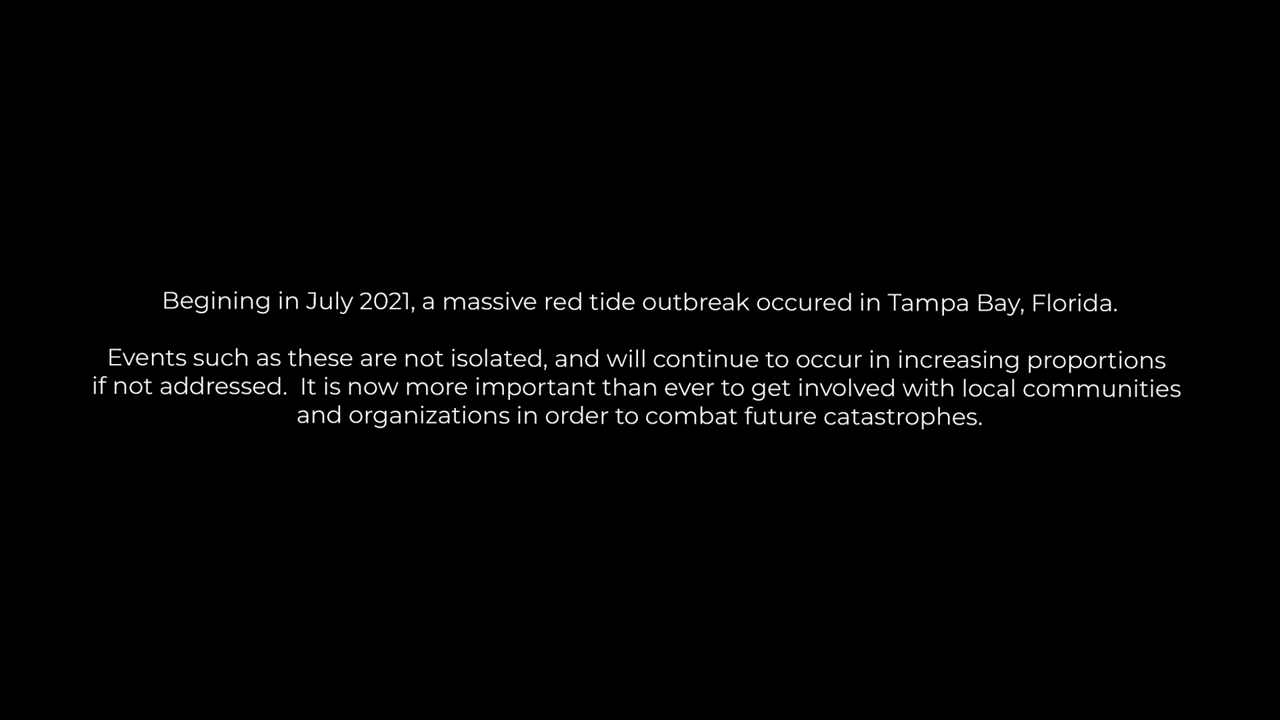 Begining in July 2021, a massive red tide outbreak occured in Tampa Bay, Florida.
Events such as these are not isolated, and will continue to occur in increasing proportions
if not addressed.  It is now more important than ever to get involved with local communities
and organizations in order to combat future catastrophes.